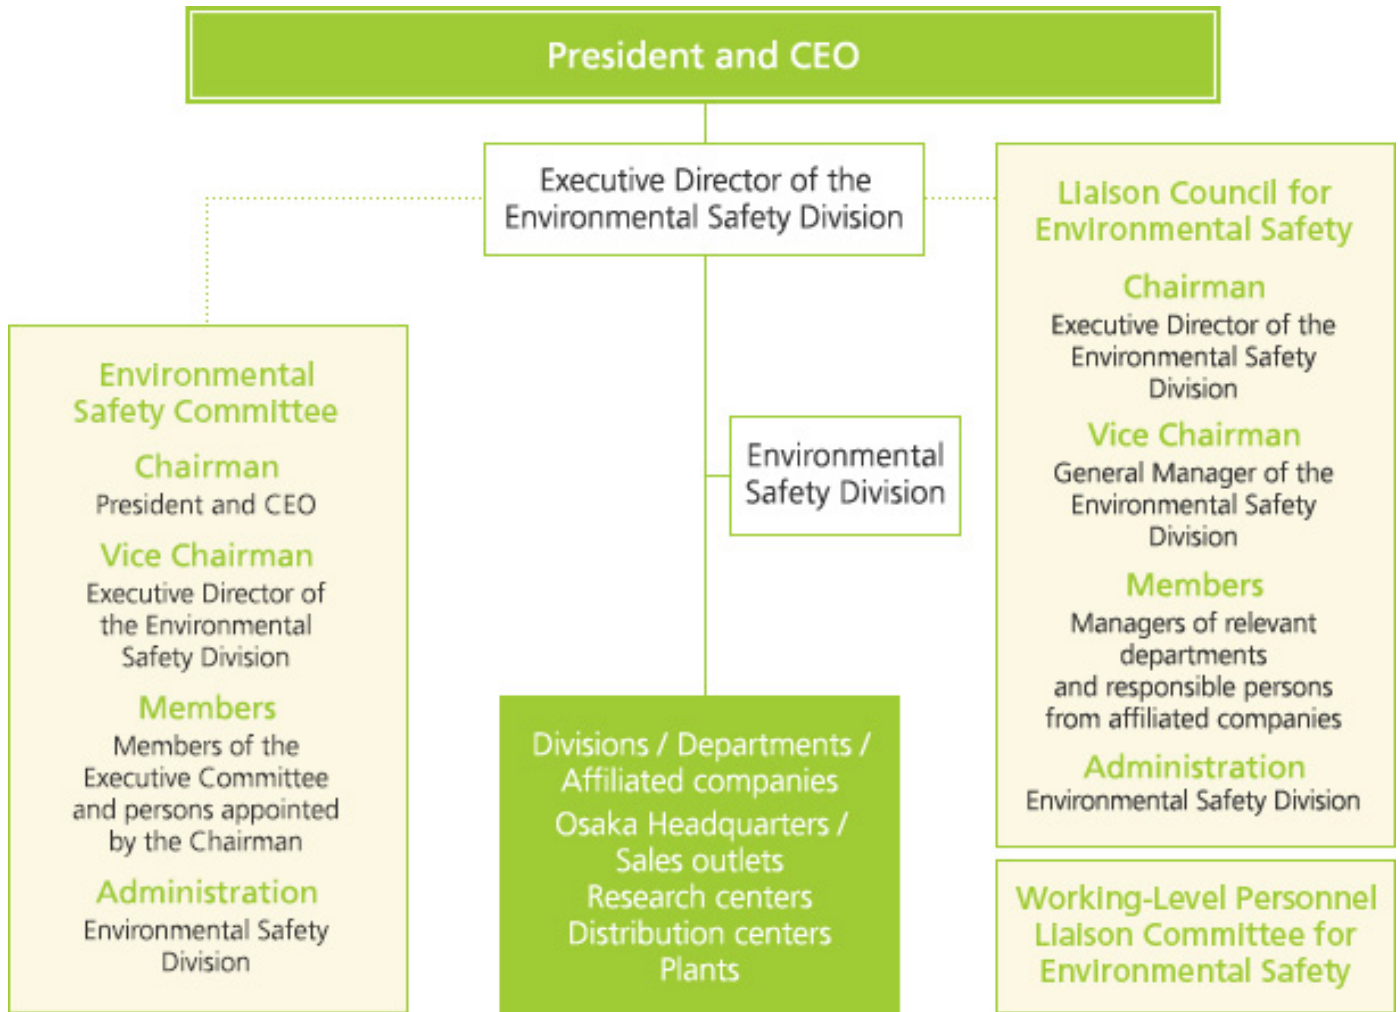 President and CEO
Executive Director of the
Environmental Safety Division
Environmental
Safety Committee
Chairman
President and CEO
Vice Chairman
Executive Director of
the Environmental
Safety Division
Members
Members of the
Executive Committee
and persons appointed
by the Chairman
Administration
Environmental Safety
Division
Environmental
Safety Division
Divisions / Departments /
Affiliated companies
Osaka Headquarters /
Sales outlets
Research centers
Distribution centers
Plants
Liaison Council for
Environmental Safety
Chairman
Executive Director of the
Environmental Safety
Division
Vice Chairman
General Manager of the
Environmental Safety
Division
Members
Managers of relevant
departments
and responsible persons
from affiliated companies
Administration
Environmental Safety Division
Working-Level Personnel
Liaison Committee for
Environmental Safety